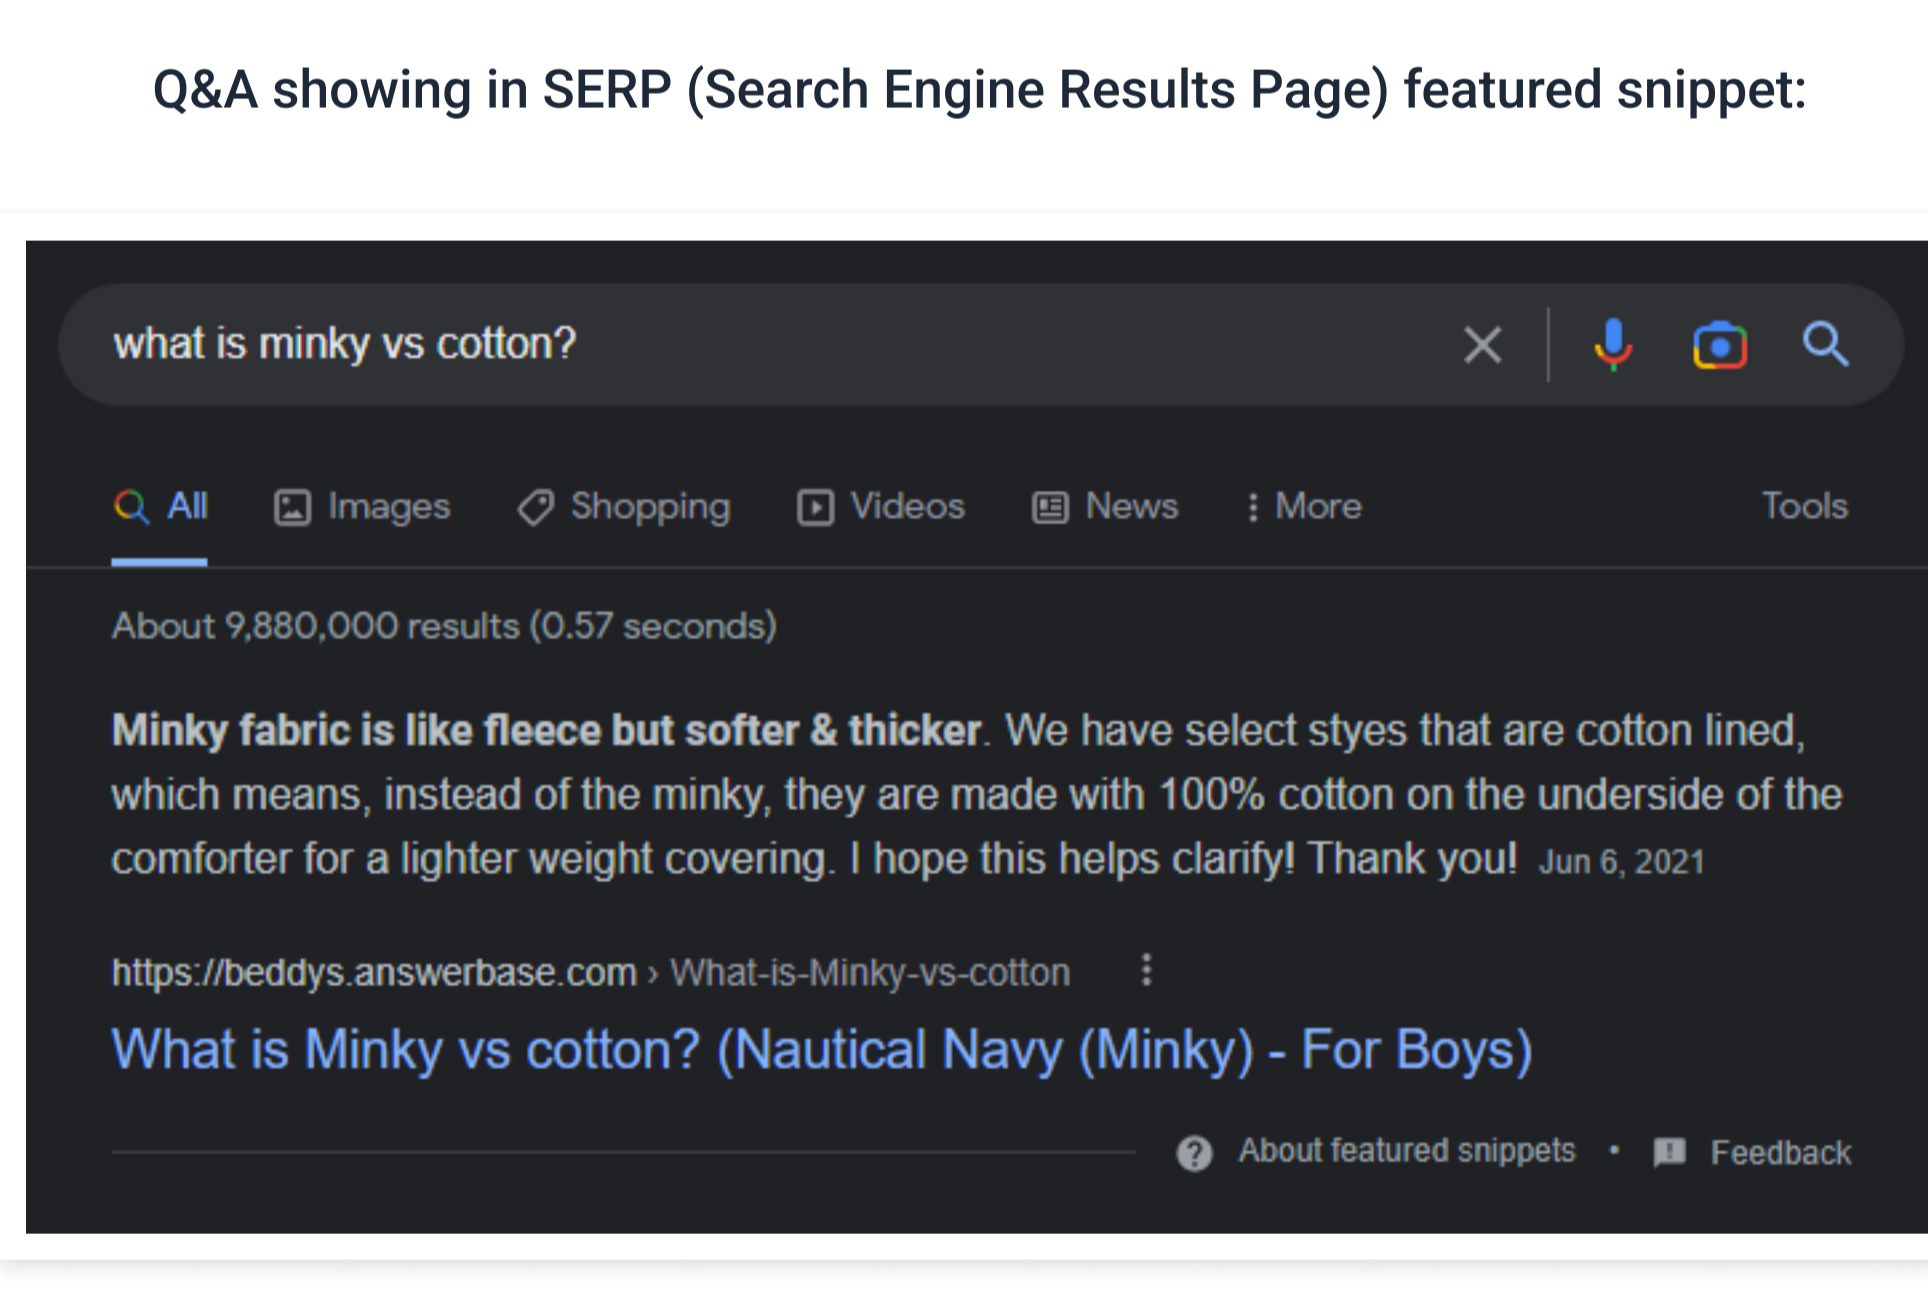 Q&A showing in SERP (Search Engine Results Page) featured snippet:
what is minky vs cotton?
All Images Shopping Videos News More Tools
About 9,880,000 results (0.57 seconds)
Minky fabric is like fleece but softer & thicker. We have select styes that are cotton lined,
which means, instead of the minky, they are made with 100% cotton on the underside of the
comforter for a lighter weight covering. I hope this helps clarify! Thank you! Jun 6, 2021
https://beddys.answerbase.com › What-is-Minky-vs-cotton
What is Minky vs cotton? (Nautical Navy (Minky) - For Boys)
About featured snippets • Feedback